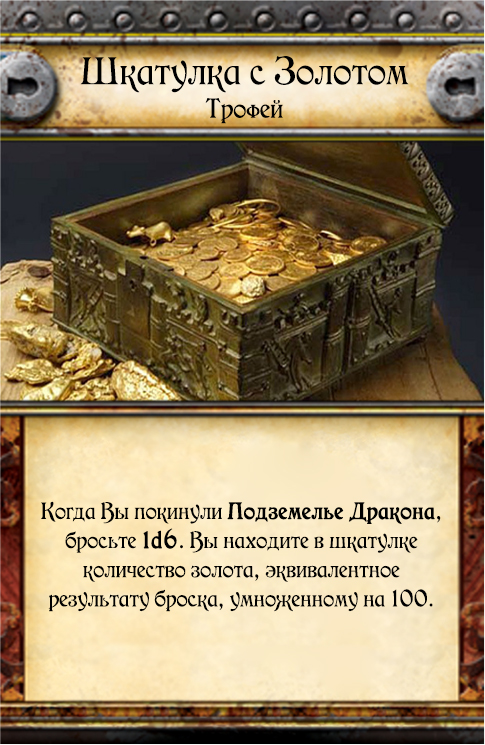 Шкатулка с Золотом
Трофей
Когда Вы покинули Подземелье Дракона,
бросьте 1d6. Вы находите в шкатулке
количество золота, эквивалентное
результату броска, умноженному на 100.